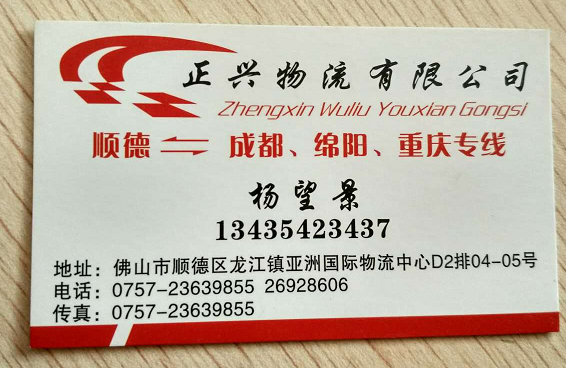 正兴物流有限公司
Zhengxin Wuliu Youxian Gongsi
顺德 ⇌ 成都、绵阳、重庆专线
杨望景
13435423437
地址：佛山市顺德区龙江镇亚洲国际物流中心D2排04-05号
电话：0757-23639855 26928606
传真：0757-23639855